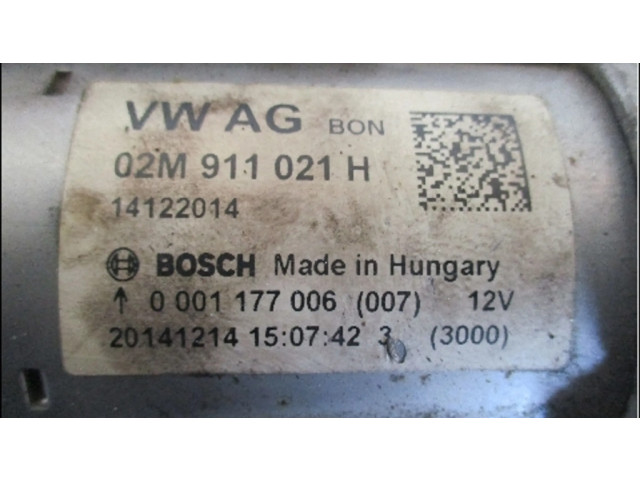 VW AG BON
02M 911 021 H
14122014
BOSCH Made in Hungary
↑ 0 001 177 006 (007) 12V
20141214 15:07:42 3 (3000)